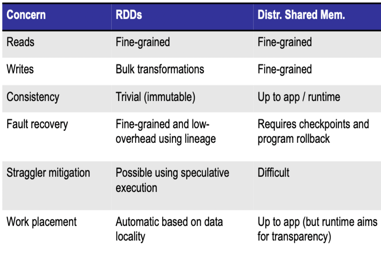 Concern RDDs Distr. Shared Mem.
Reads Fine-grained Fine-grained
Writes Bulk transformations Fine-grained
Consistency Trivial (immutable) Up to app / runtime
Fault recovery Fine-grained and low- Requires checkpoints and
overhead using lineage program rollback
Straggler mitigation Possible using speculative Difficult
execution
Work placement Automatic based on data Up to app (but runtime aims
locality for transparency)